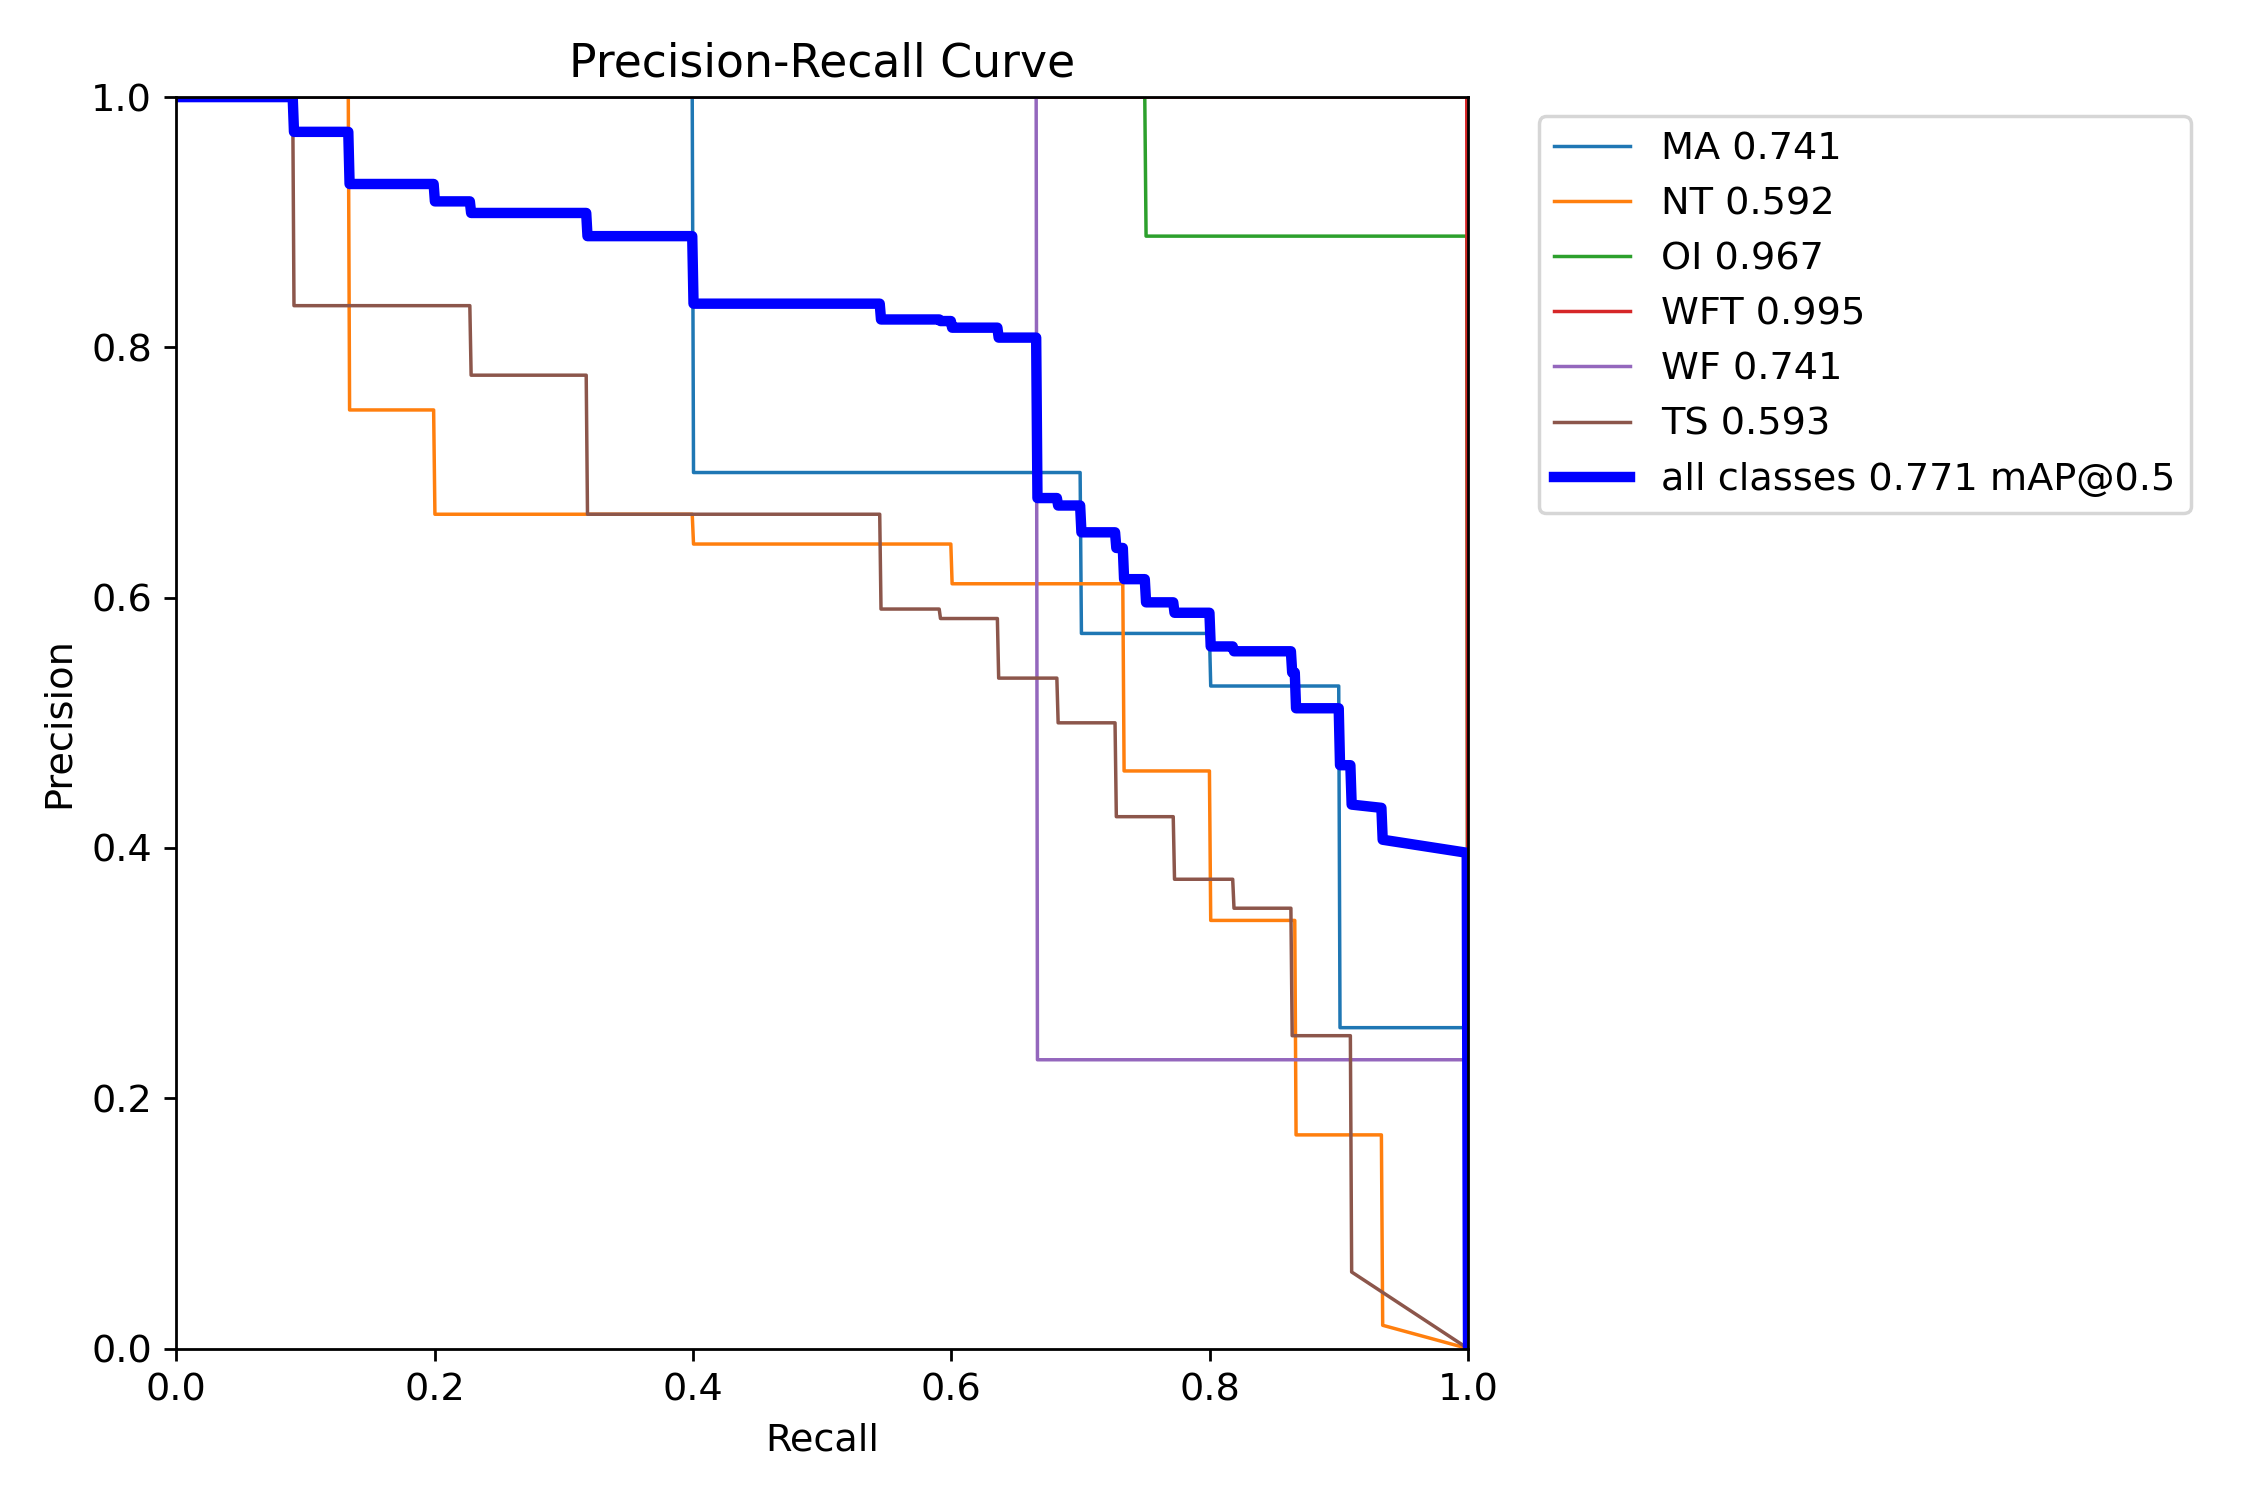 Precision-Recall Curve
1.0
0.8
0.6
0.4
0.2
0.0
Precision
0.0 0.2 0.4 0.6 0.8 1.0
Recall
MA 0.741
NT 0.592
OI 0.967
WFT 0.995
WF 0.741
TS 0.593
all classes 0.771 mAP@0.5